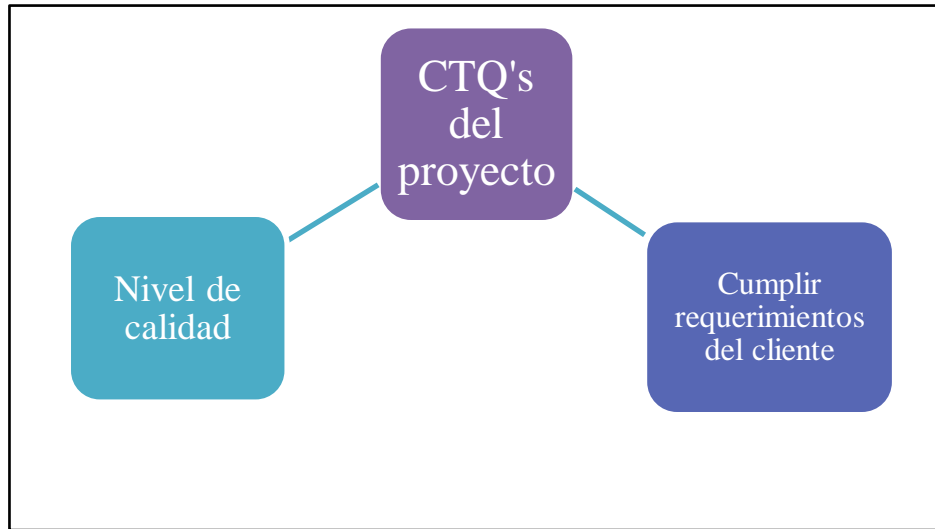 CTQ's
del
proyecto
Nivel de
calidad
Cumplir
requerimientos
del cliente